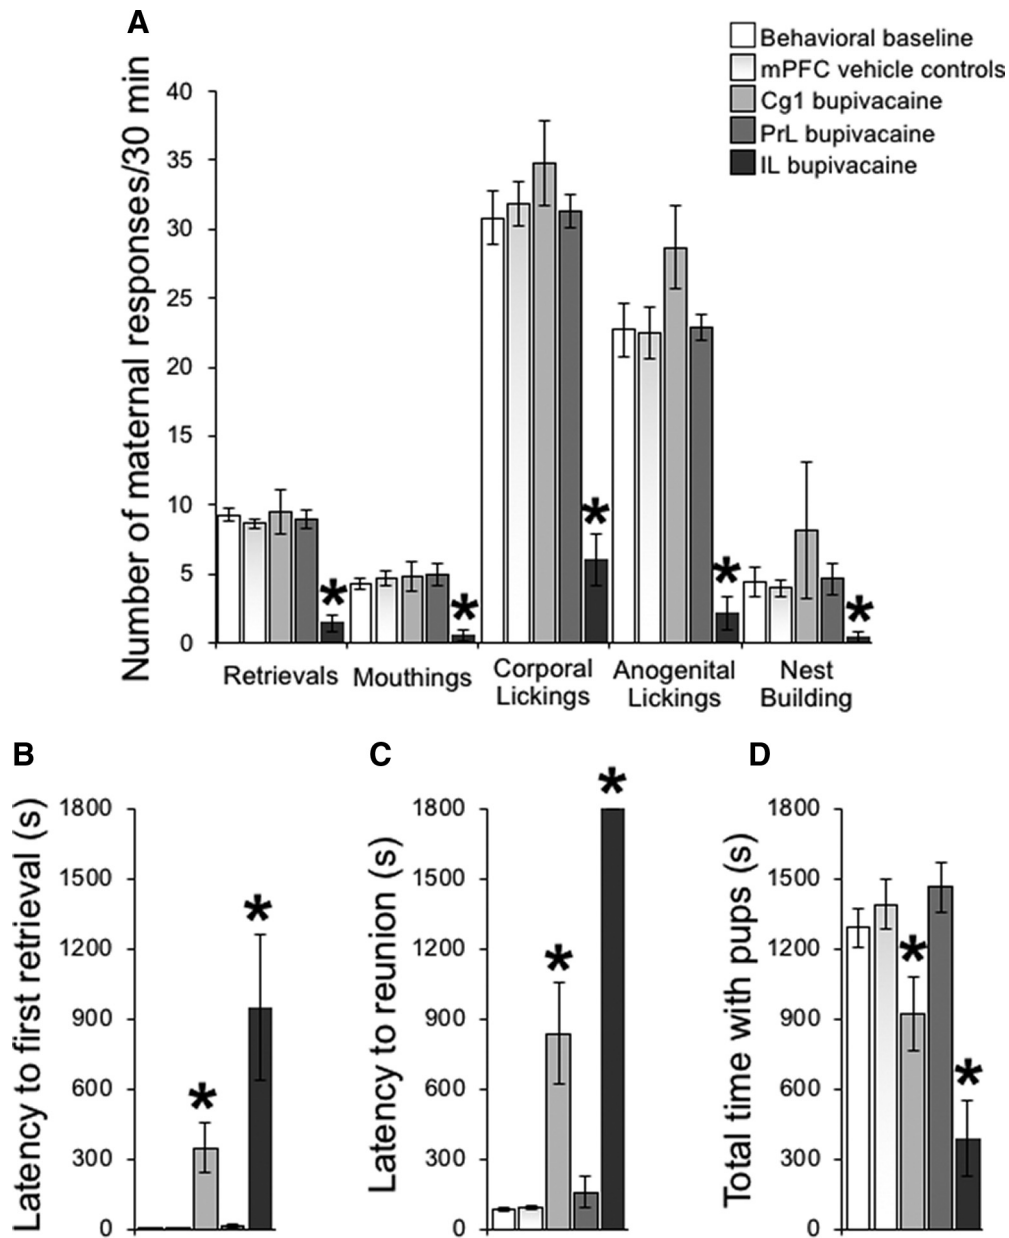 A
Behavioral baseline
mPFC vehicle controls
Cg1 bupivacaine
PrL bupivacaine
IL bupivacaine
Number of maternal responses/30 min
40
35
30
25
20
15
10
5
0
*
*
*
*
*
Retrievals
Mouthings
Corporal
Lickings
Anogenital
Lickings
Nest
Building
B
Latency to first retrieval (s)
1800
1500
1200
900
600
300
0
*
*
C
Latency to reunion (s)
1800
1500
1200
900
600
300
0
*
*
D
Total time with pups (s)
1800
1500
1200
900
600
300
0
*
*